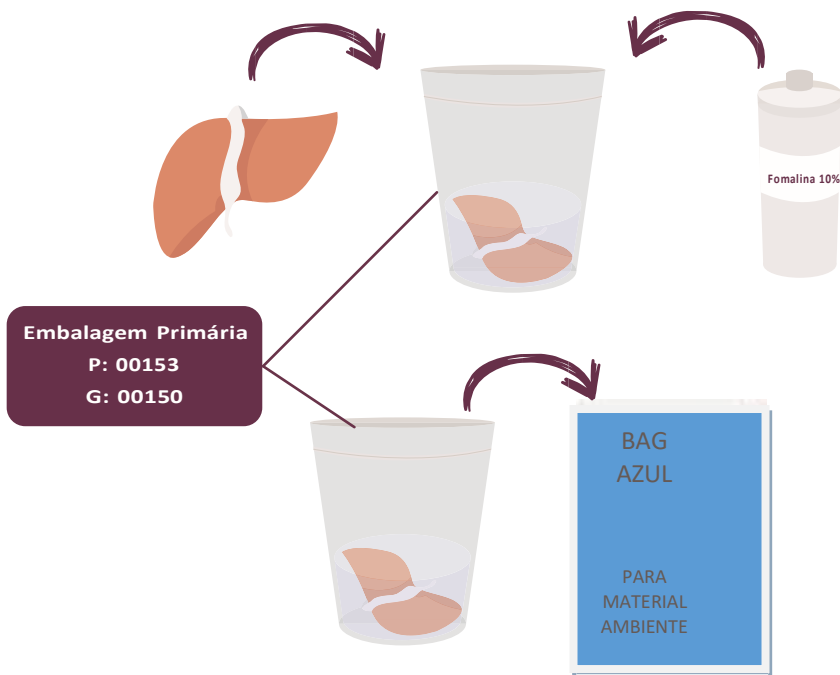 Fomalina 10%
Embalagem Primária
P: 00153
G: 00150
BAG
AZUL
PARA
MATERIAL
AMBIENTE